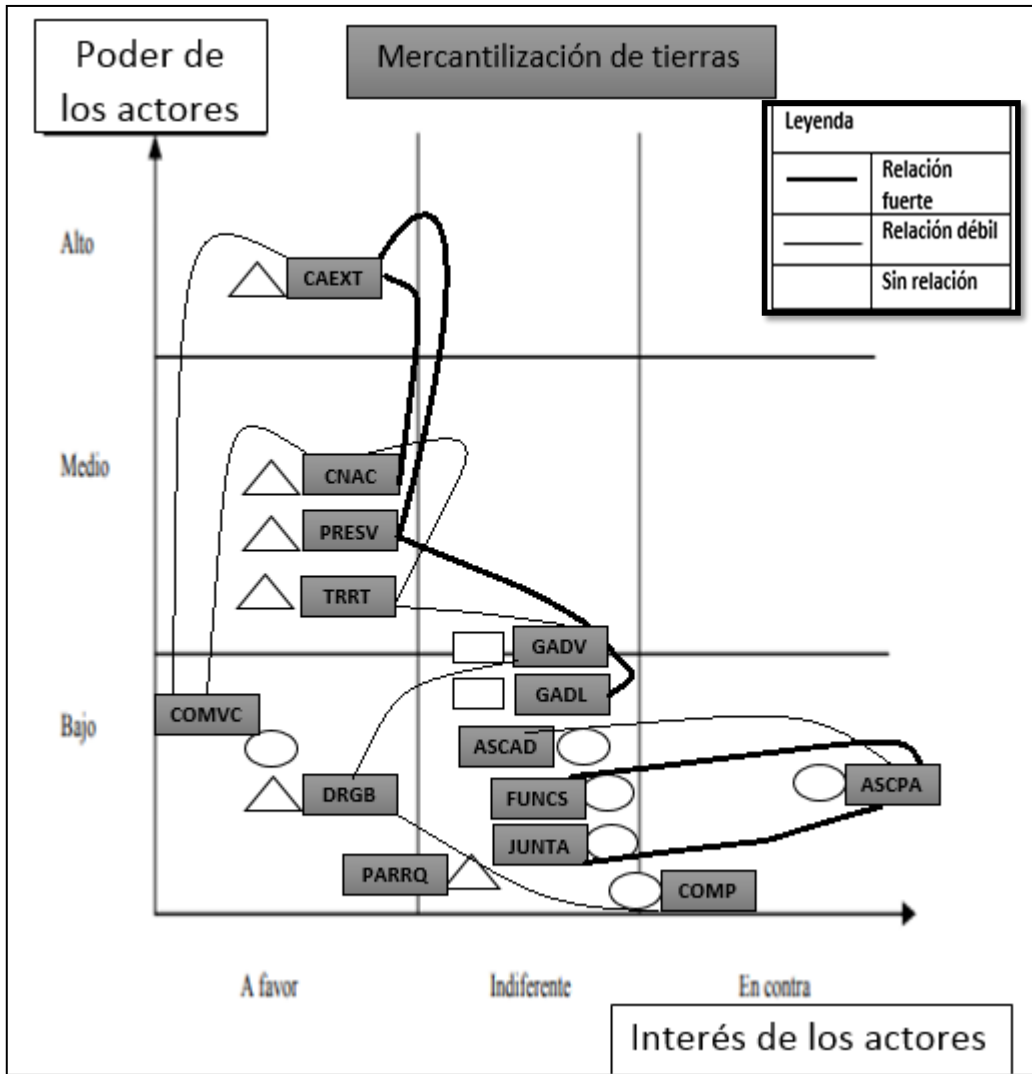 Poder de
los actores
Mercantilización de tierras
Leyenda
Relación
fuerte
Relación débil
Sin relación
Alto
CAEXT
Medio
CNAC
PRESV
TRRT
GADV
GADL
Bajo
COMVC
ASCAD
DRGB
FUNCS
ASCPA
JUNTA
PARRQ
COMP
A favor
Indiferente
En contra
Interés de los actores